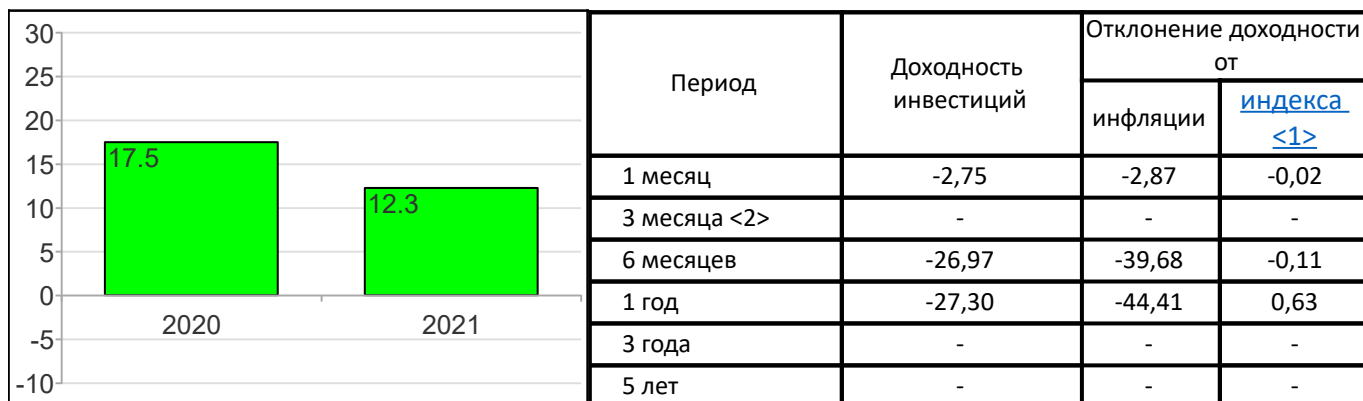 30
25
20
15
10
5
0
-5
-10
17.5
12.3
2020 2021
Период Доходность инвестиций Отклонение доходности от
инфляции индекса <1>
1 месяц -2,75 -2,87 -0,02
3 месяца <2> - - -
6 месяцев -26,97 -39,68 -0,11
1 год -27,30 -44,41 0,63
3 года - - -
5 лет - - -